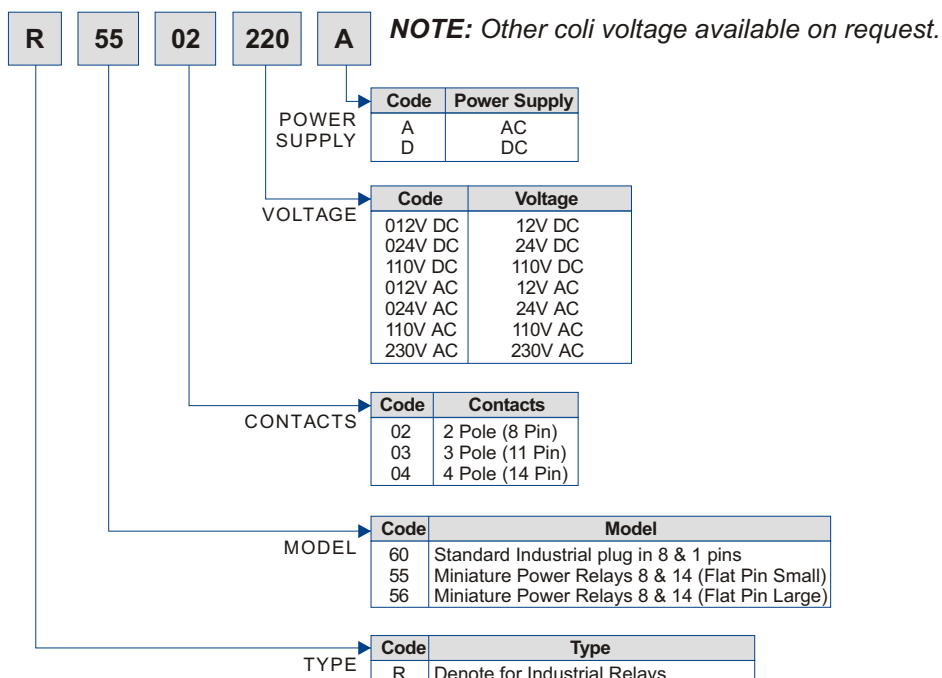 R 55 02 220 A NOTE: Other coli voltage available on request.
POWER SUPPLY
Code Power Supply
A AC
D DC
VOLTAGE
Code Voltage
012V DC 12V DC
024V DC 24V DC
110V DC 110V DC
012V AC 12V AC
024V AC 24V AC
110V AC 110V AC
230V AC 230V AC
CONTACTS
Code Contacts
02 2 Pole (8 Pin)
03 3 Pole (11 Pin)
04 4 Pole (14 Pin)
MODEL
Code Model
60 Standard Industrial plug in 8 & 1 pins
55 Miniature Power Relays 8 & 14 (Flat Pin Small)
56 Miniature Power Relays 8 & 14 (Flat Pin Large)
TYPE
Code Type
R Denote for Industrial Relays